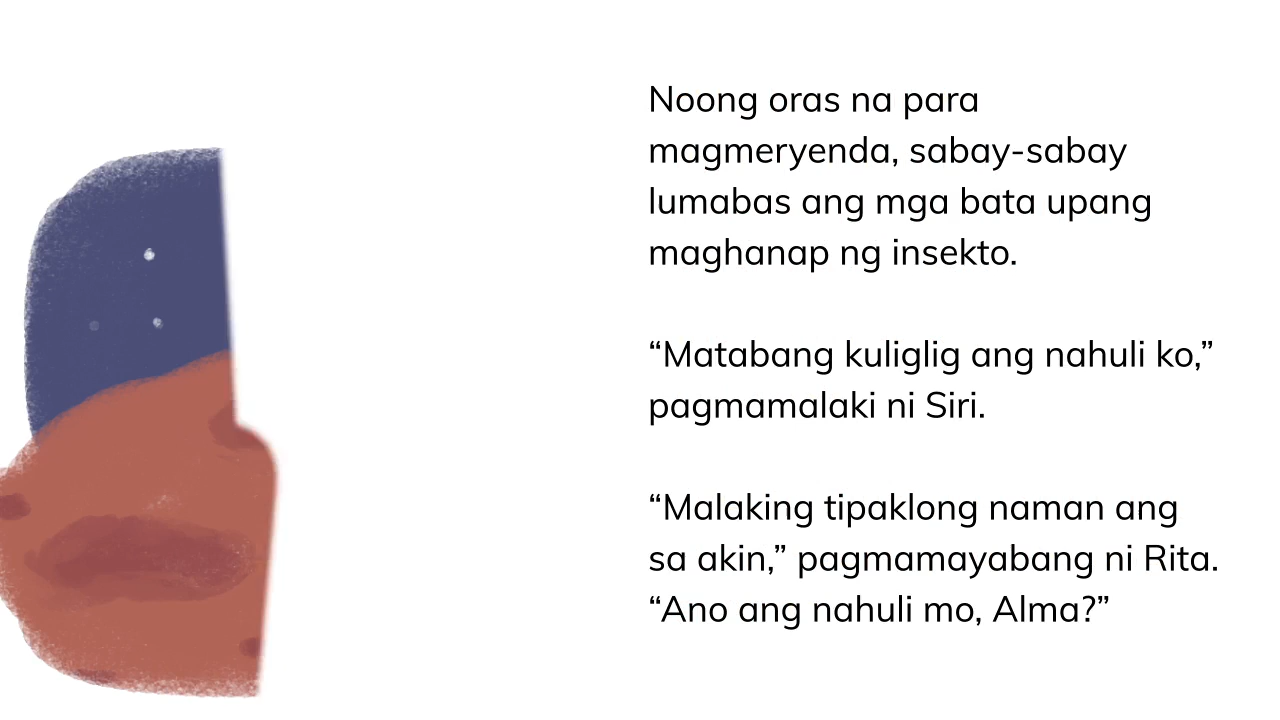 Noong oras na para
magmeryenda, sabay-sabay
lumabas ang mga bata upang
maghanap ng insekto.
“Matabang kuliglig ang nahuli ko,”
pagmamalaki ni Siri.
“Malaking tipaklong naman ang
sa akin,” pagmamayabang ni Rita.
“Ano ang nahuli mo, Alma?”